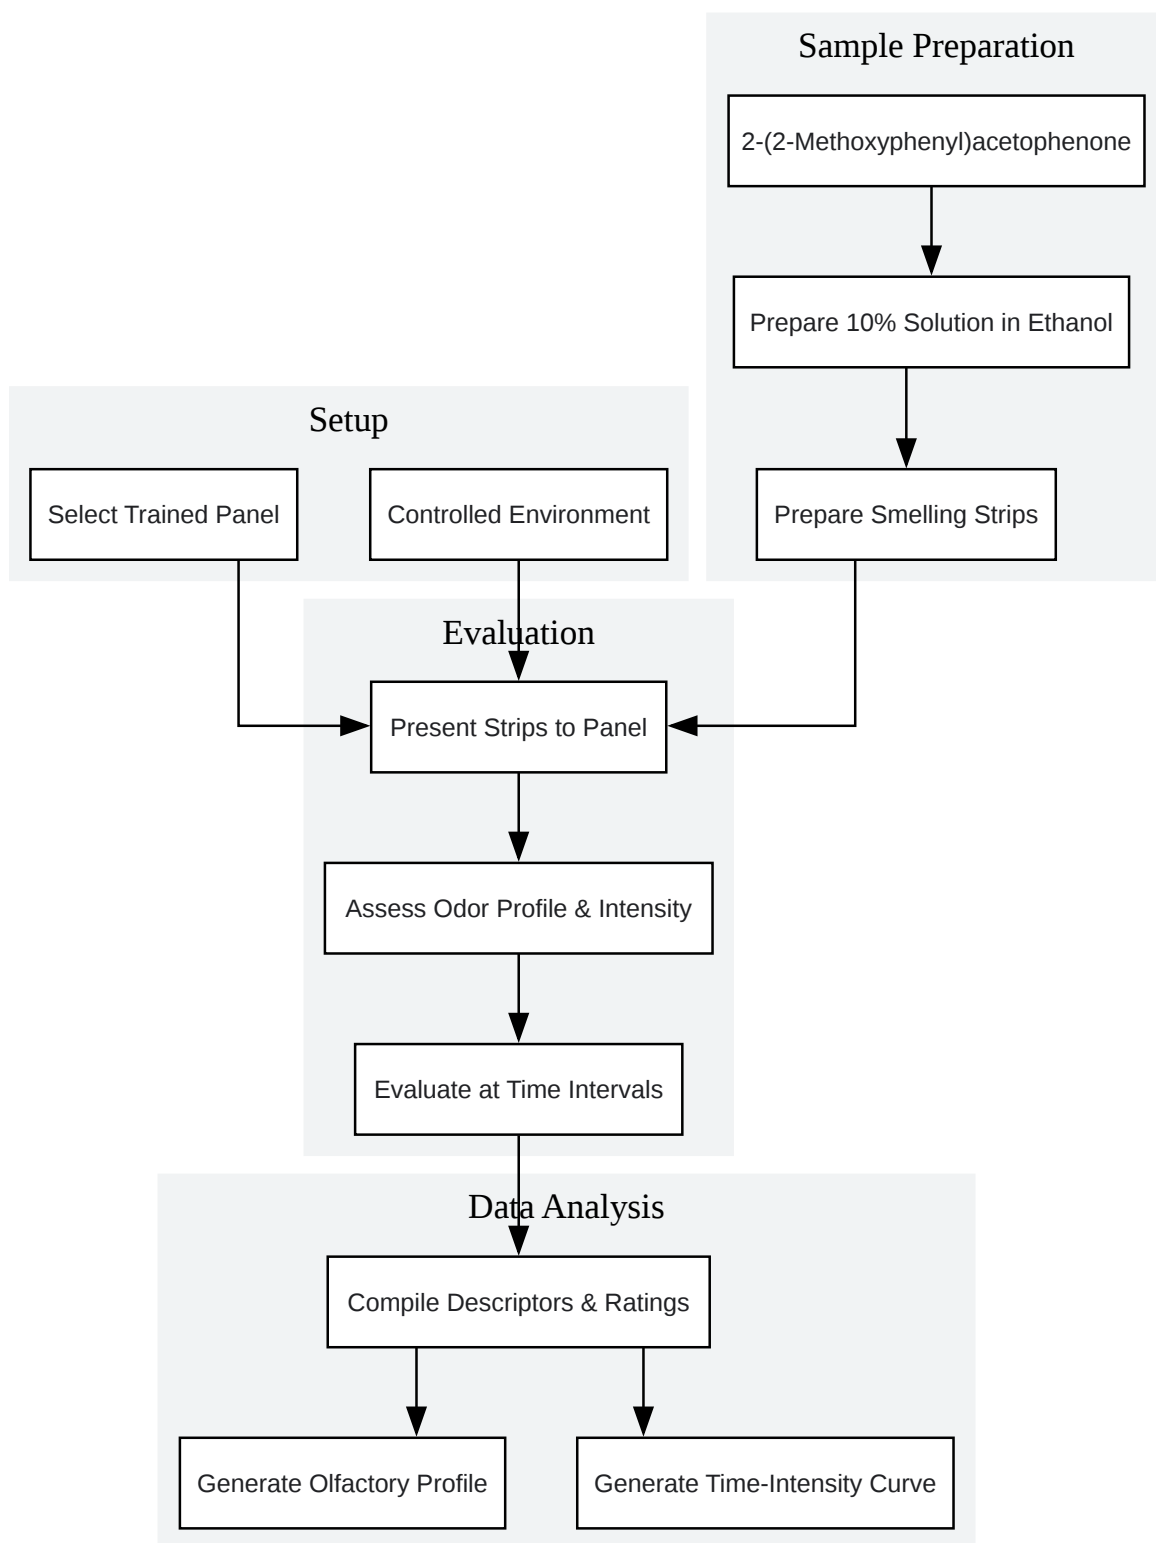 Sample Preparation
2-(2-Methoxyphenyl)acetophenone
Prepare 10% Solution in Ethanol
Setup
Select Trained Panel
Controlled Environment
Prepare Smelling Strips
Evaluation
Present Strips to Panel
Assess Odor Profile & Intensity
Evaluate at Time Intervals
Data Analysis
Compile Descriptors & Ratings
Generate Olfactory Profile
Generate Time-Intensity Curve